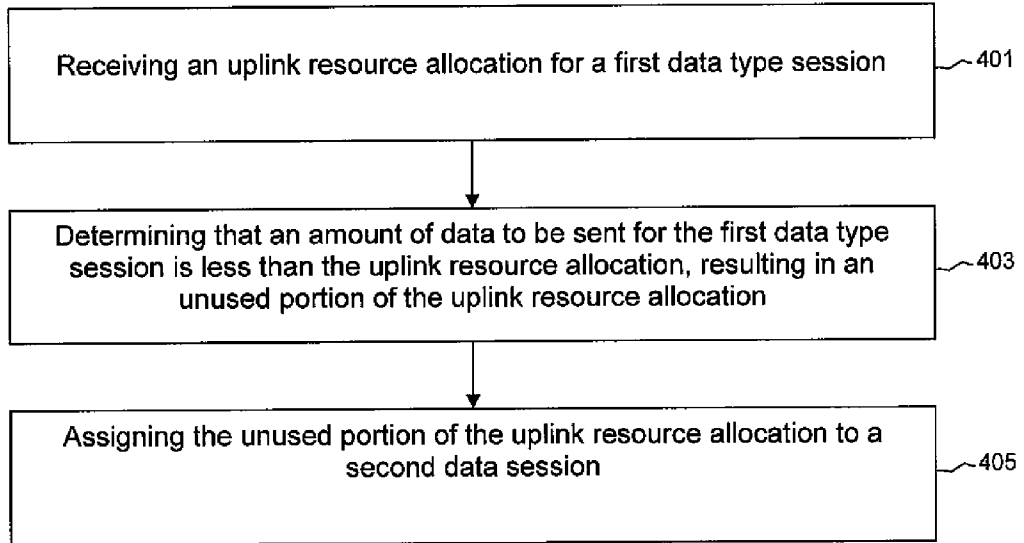 Receiving an uplink resource allocation for a first data type session
401
Determining that an amount of data to be sent for the first data type
session is less than the uplink resource allocation, resulting in an
unused portion of the uplink resource allocation
403
Assigning the unused portion of the uplink resource allocation to a
second data session
405